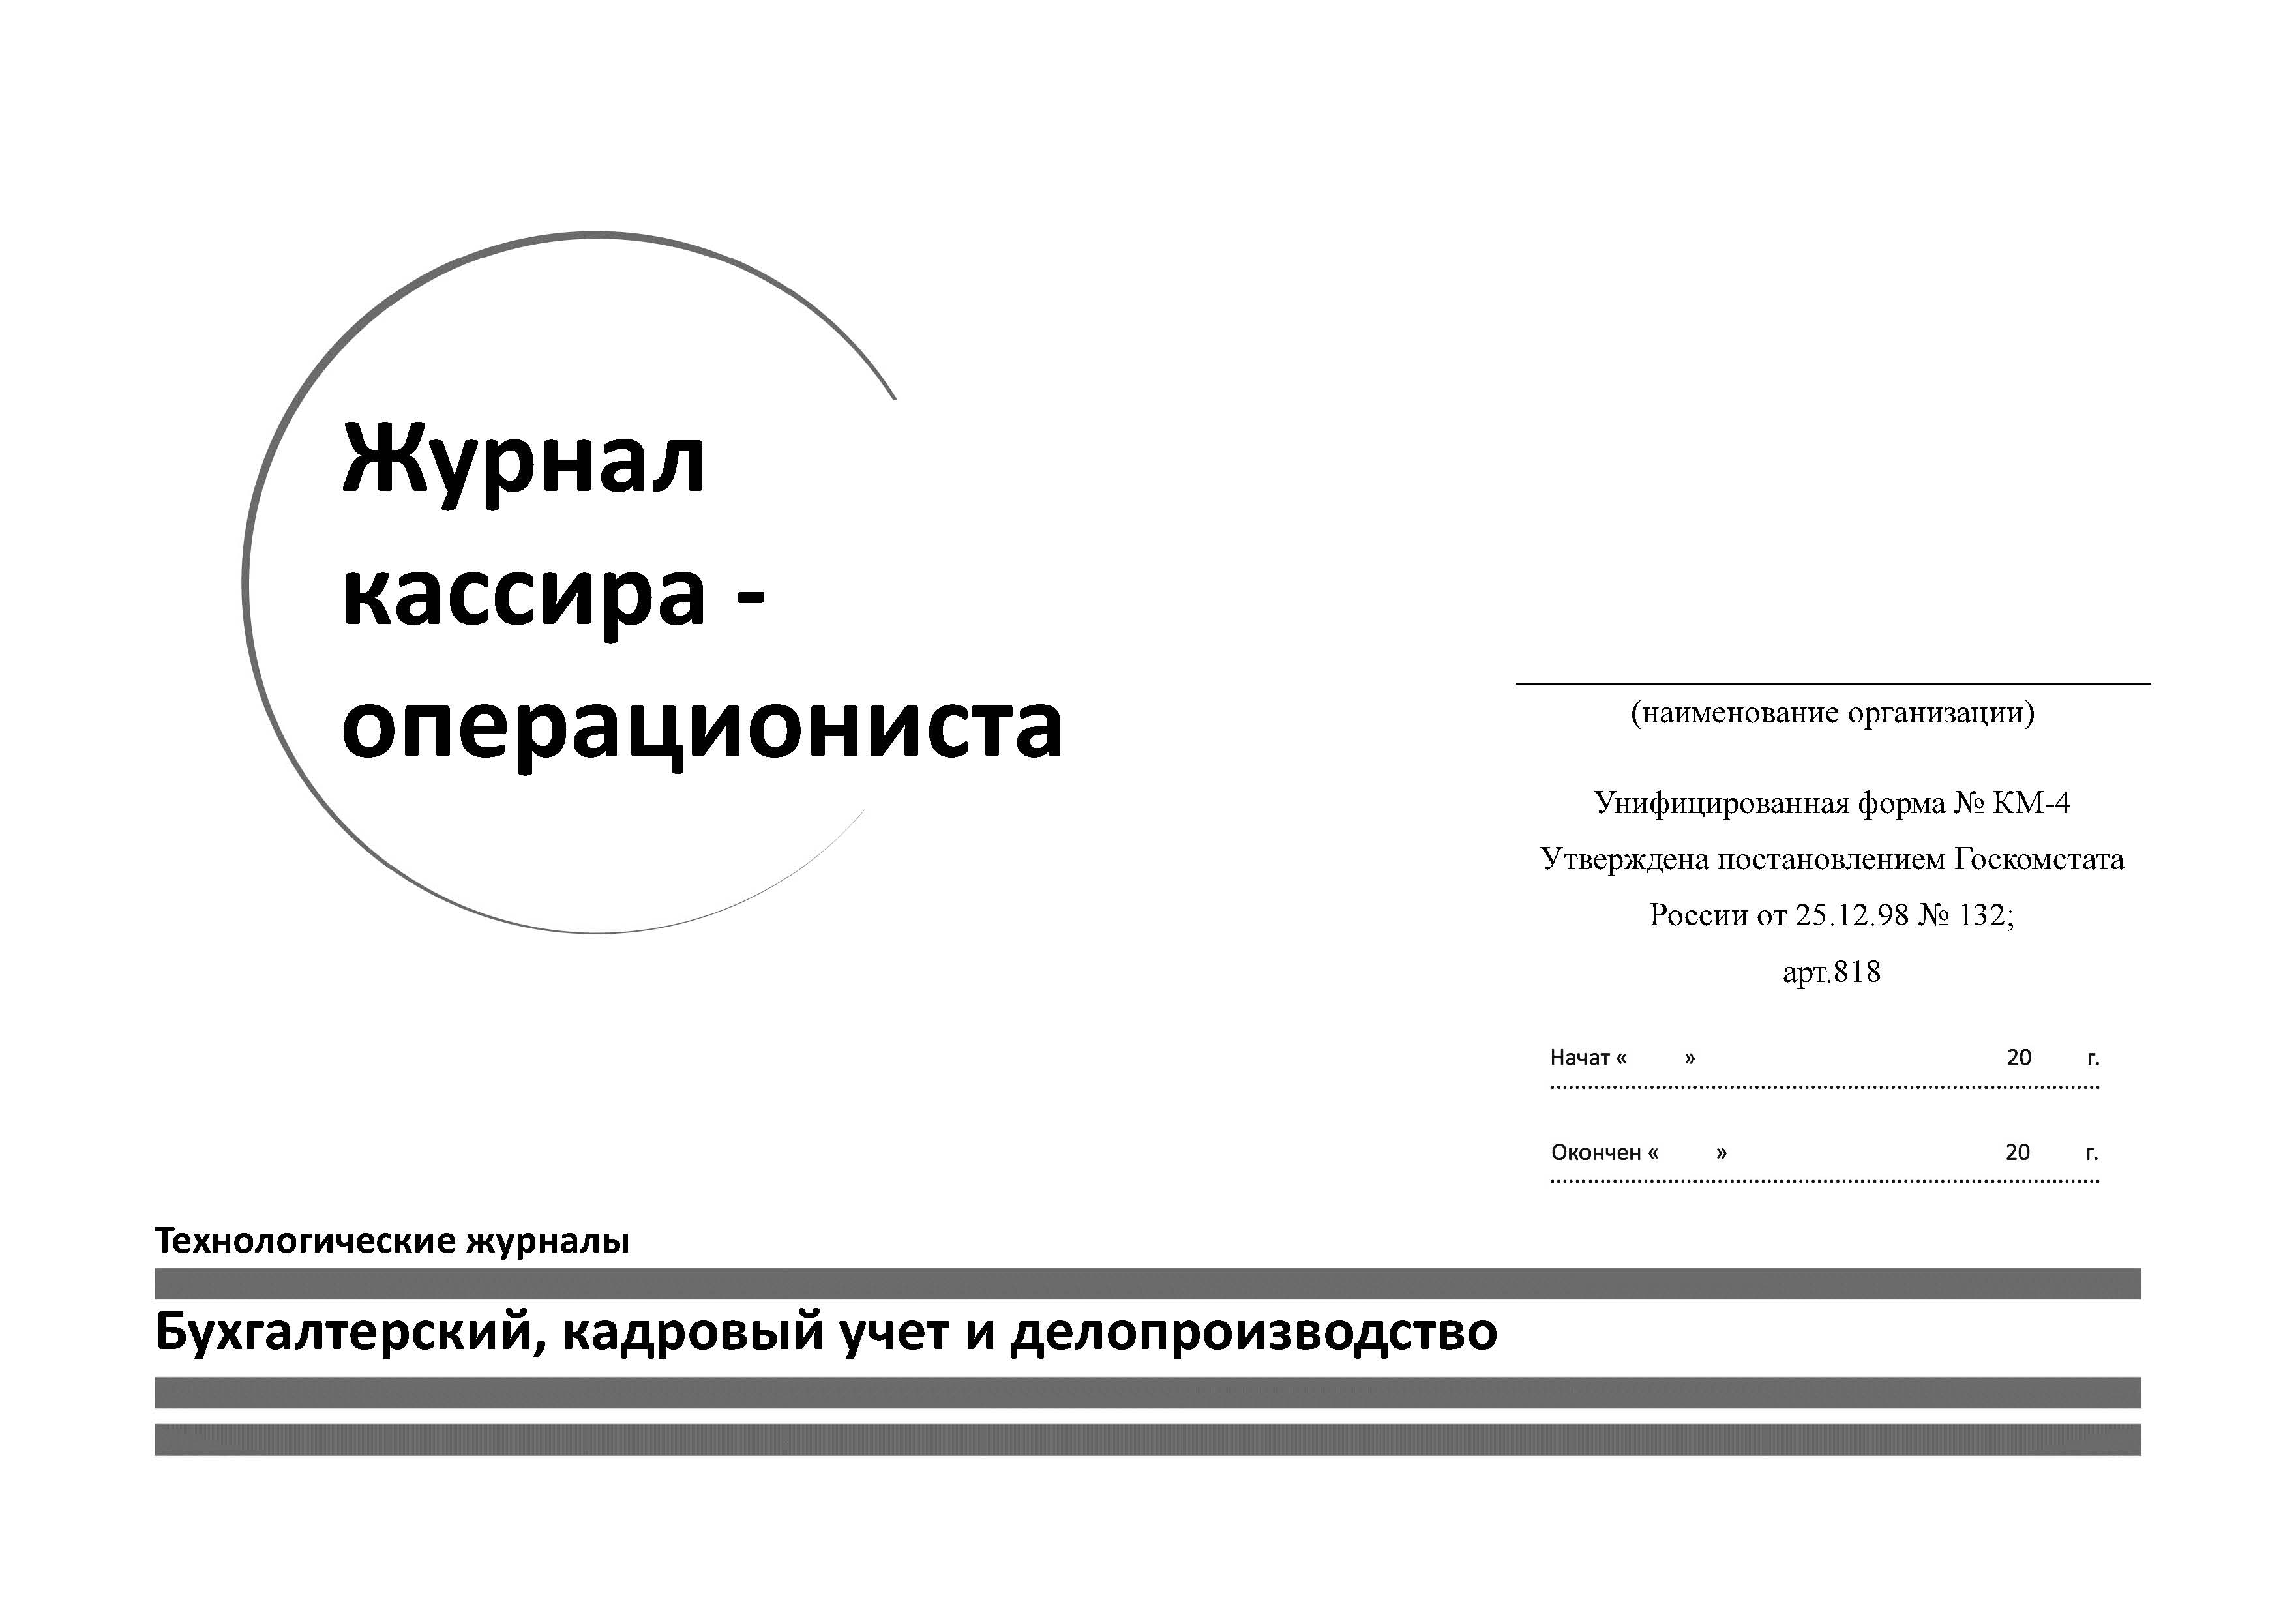 Журнал
кассира -
операциониста
(наименование организации)
Унифицированная форма № КМ-4
Утверждена постановлением Госкомстата
России от 25.12.98 № 132;
арт.818
Начат « » 20 г.
Окончен « » 20 г.
Технологические журналы
Бухгалтерский, кадровый учет и делопроизводство